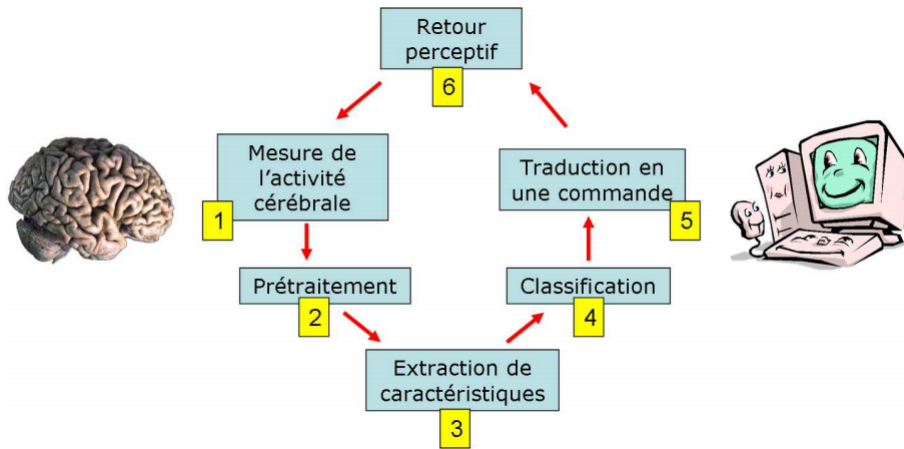 Retour
perceptif
6
Mesure de
l'activité
cérébrale
1
Traduction en
une commande
5
Prétraitement
2
Classification
4
Extraction de
caractéristiques
3